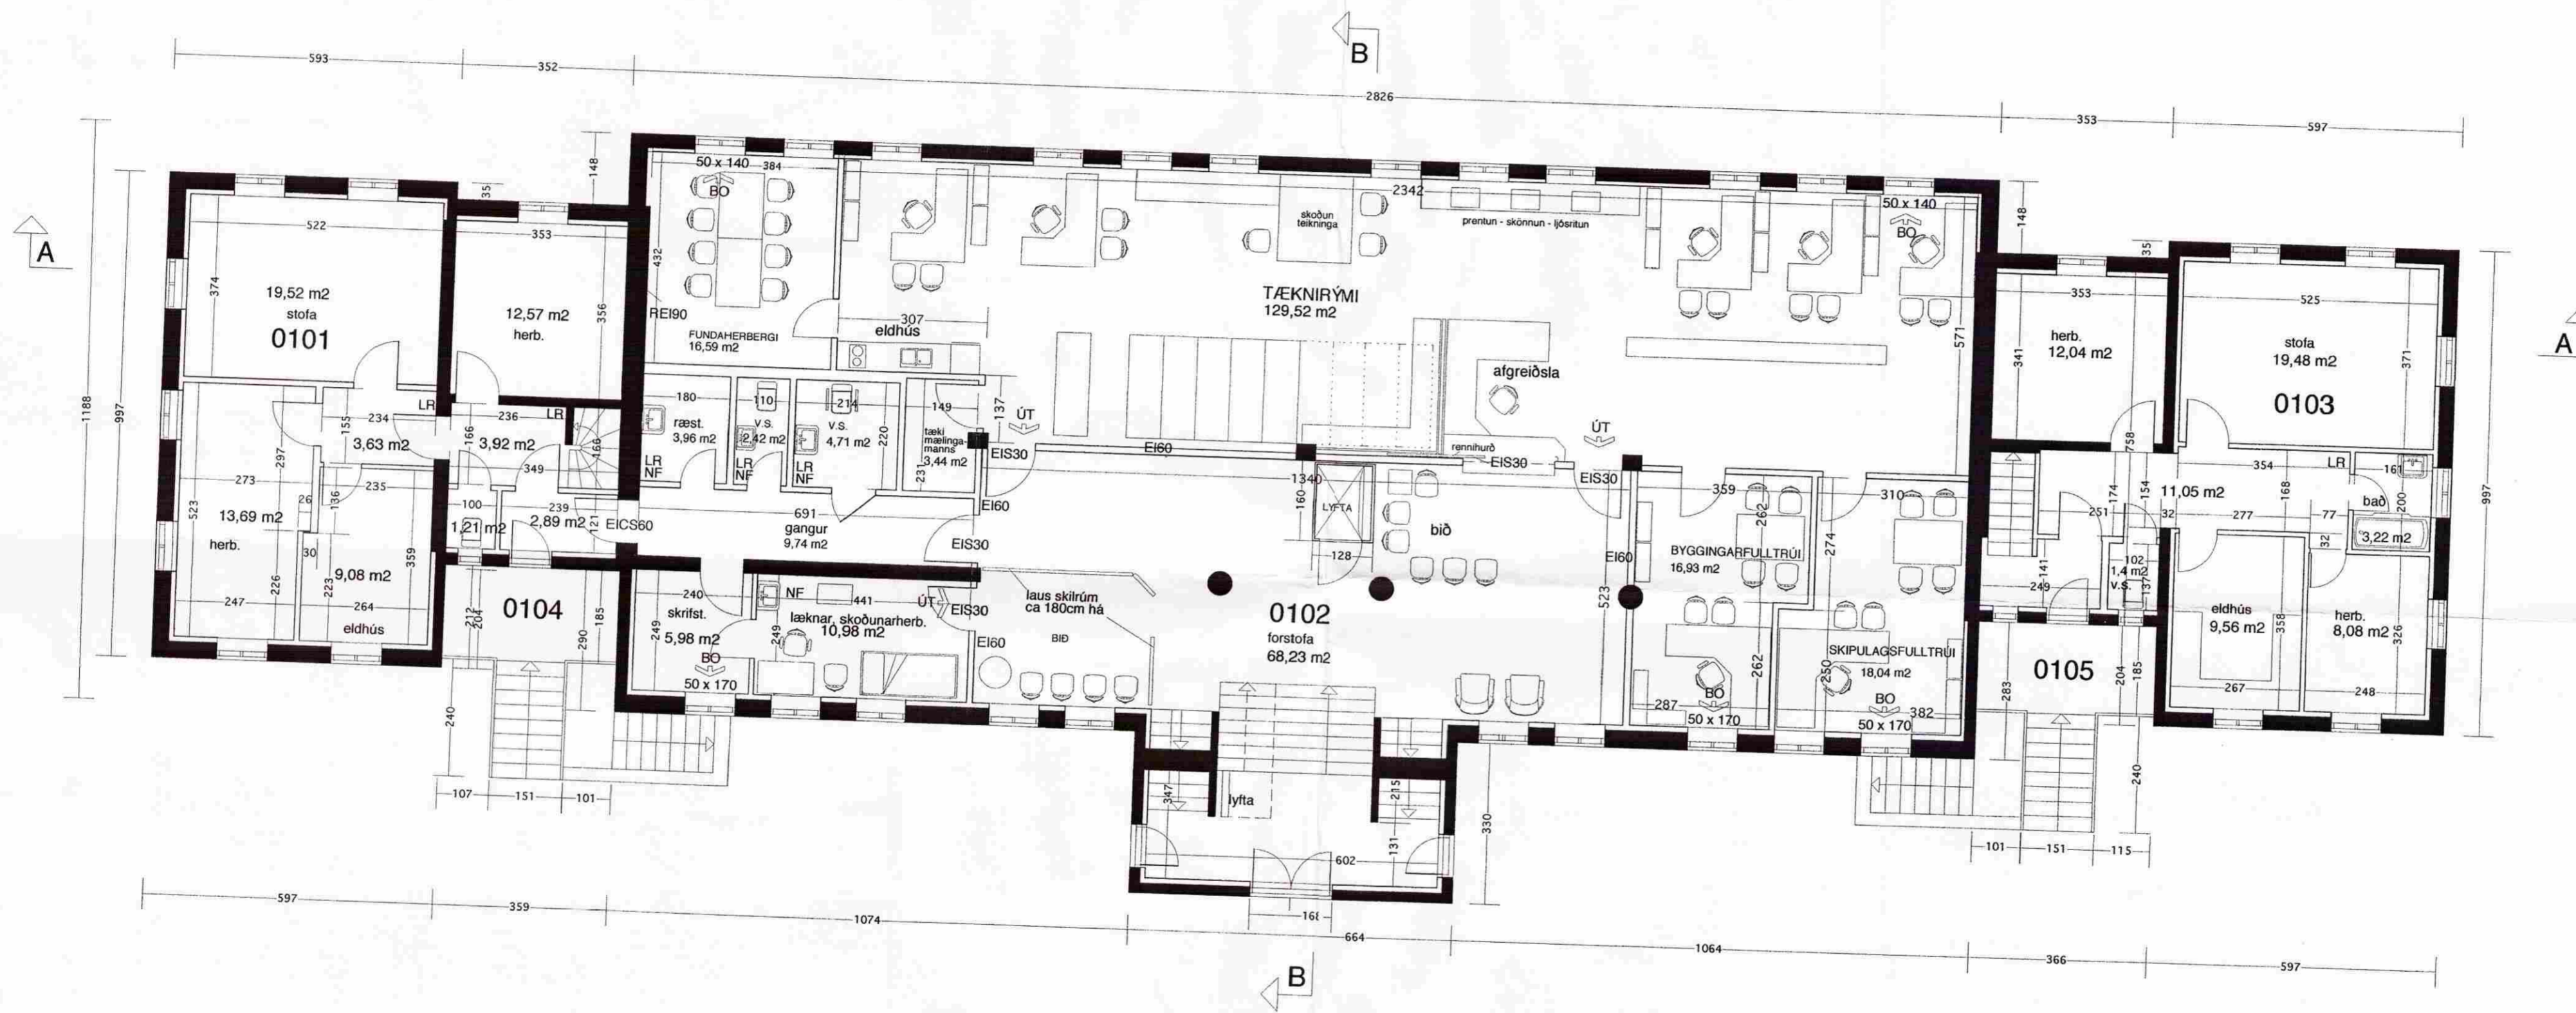 B
593
352
2826
353
597
A
A
1188
997
35
148
522
374
19,52 m2
stofa
0101
353
356
12,57 m2
herb.
50 x 140
384
BO
432
REI90
FUNDAHERBERGI
16,59 m2
307
eldhús
TÆKNIRÝMI
129,52 m2
skoðun
teikninga
2342
prentun - skönnun - ljósritun
50 x 140
BO
571
afgreiðsla
rennihurð
148
35
353
341
herb.
12,04 m2
525
371
stofa
19,48 m2
0103
997
234
155
LR
3,63 m2
236
LR
166
3,92 m2
166
349
297
273
26
136
235
523
13,69 m2
herb.
30
226
247
9,08 m2
223
359
264
eldhús
100
1,21 m2
239
2,89 m2
121
EICS60
180
ræst.
3,96 m2
LR
NF
110
v.s.
2,42 m2
LR
NF
214
v.s.
4,71 m2
220
LR
NF
149
tæki
mælinga-
manns
3,44 m2
231
137
ÚT
EIS30
EI60
EI60
691
gangur
9,74 m2
EIS30
1340
160
LYFTA
128
bið
EIS30
ÚT
EIS30
EI60
359
262
BYGGINGARFULLTRÚI
16,93 m2
523
262
287
BO
50 x 170
310
274
SKIPULAGSFULLTRÚI
18,04 m2
250
BO
382
50 x 170
0104
212
204
185
290
240
107
151
101
240
skrifst.
5,98 m2
249
BO
50 x 170
NF
441
ÚT
læknar, skoðunarherb.
10,98 m2
249
EIS30
EI60
laus skilrúm
ca 180cm há
BIÐ
0102
forstofa
68,23 m2
758
354
LR
161
174
154
11,05 m2
168
bað
200
251
32
277
77
3,22 m2
32
102
1,4 m2
v.s.
137
141
249
eldhús
9,56 m2
358
267
herb.
8,08 m2
326
248
0105
283
204
185
240
101
151
115
347
lyfta
215
131
330
602
597
359
1074
664
1064
366
597
B